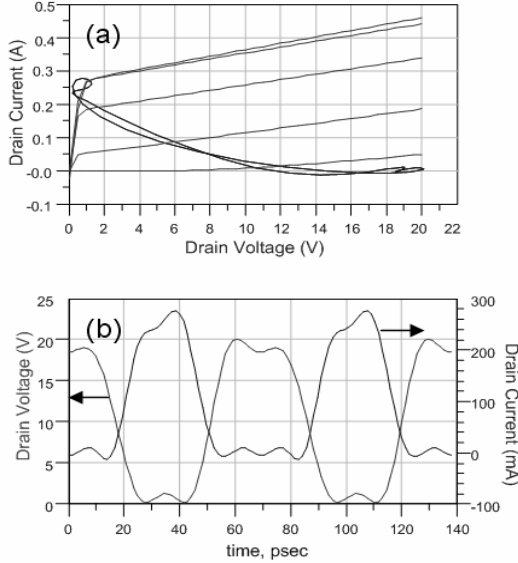 (a)
Drain Current (A)
0.5
0.4
0.3
0.2
0.1
-0.0
-0.1
0 2 4 6 8 10 12 14 16 18 20 22
Drain Voltage (V)
(b)
Drain Voltage (V)
25
20
15
10
5
0
Drain Current (mA)
300
200
100
0
-100
0 20 40 60 80 100 120 140
time, psec